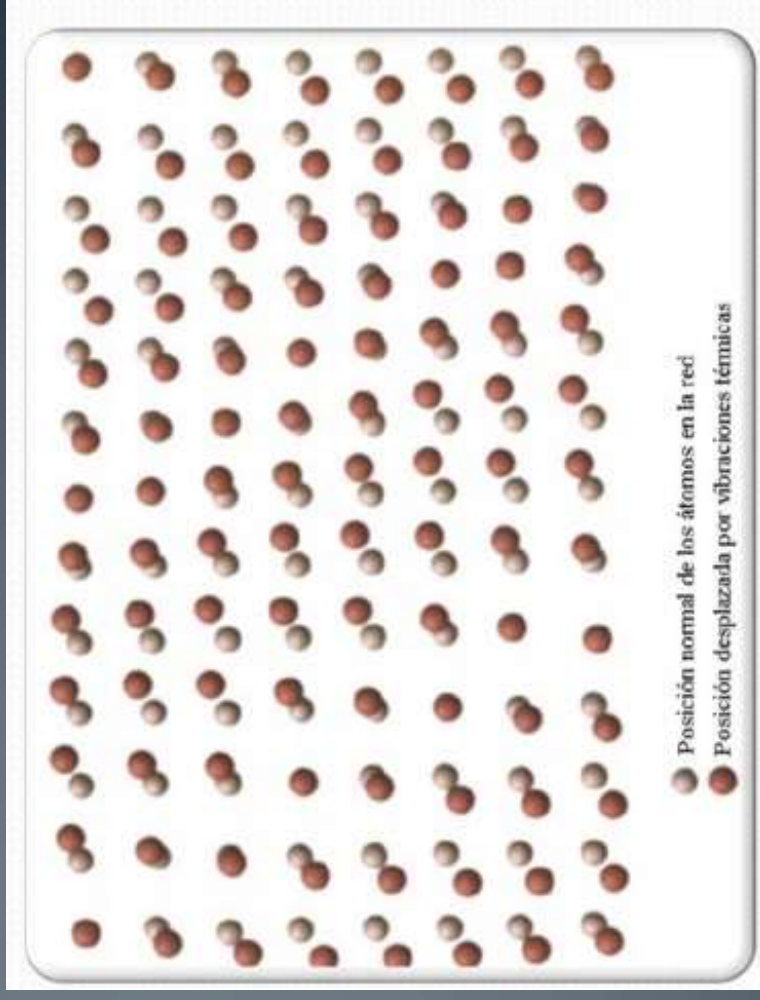 Posición normal de los átomos en la red
Posición desplazada por vibraciones térmicas